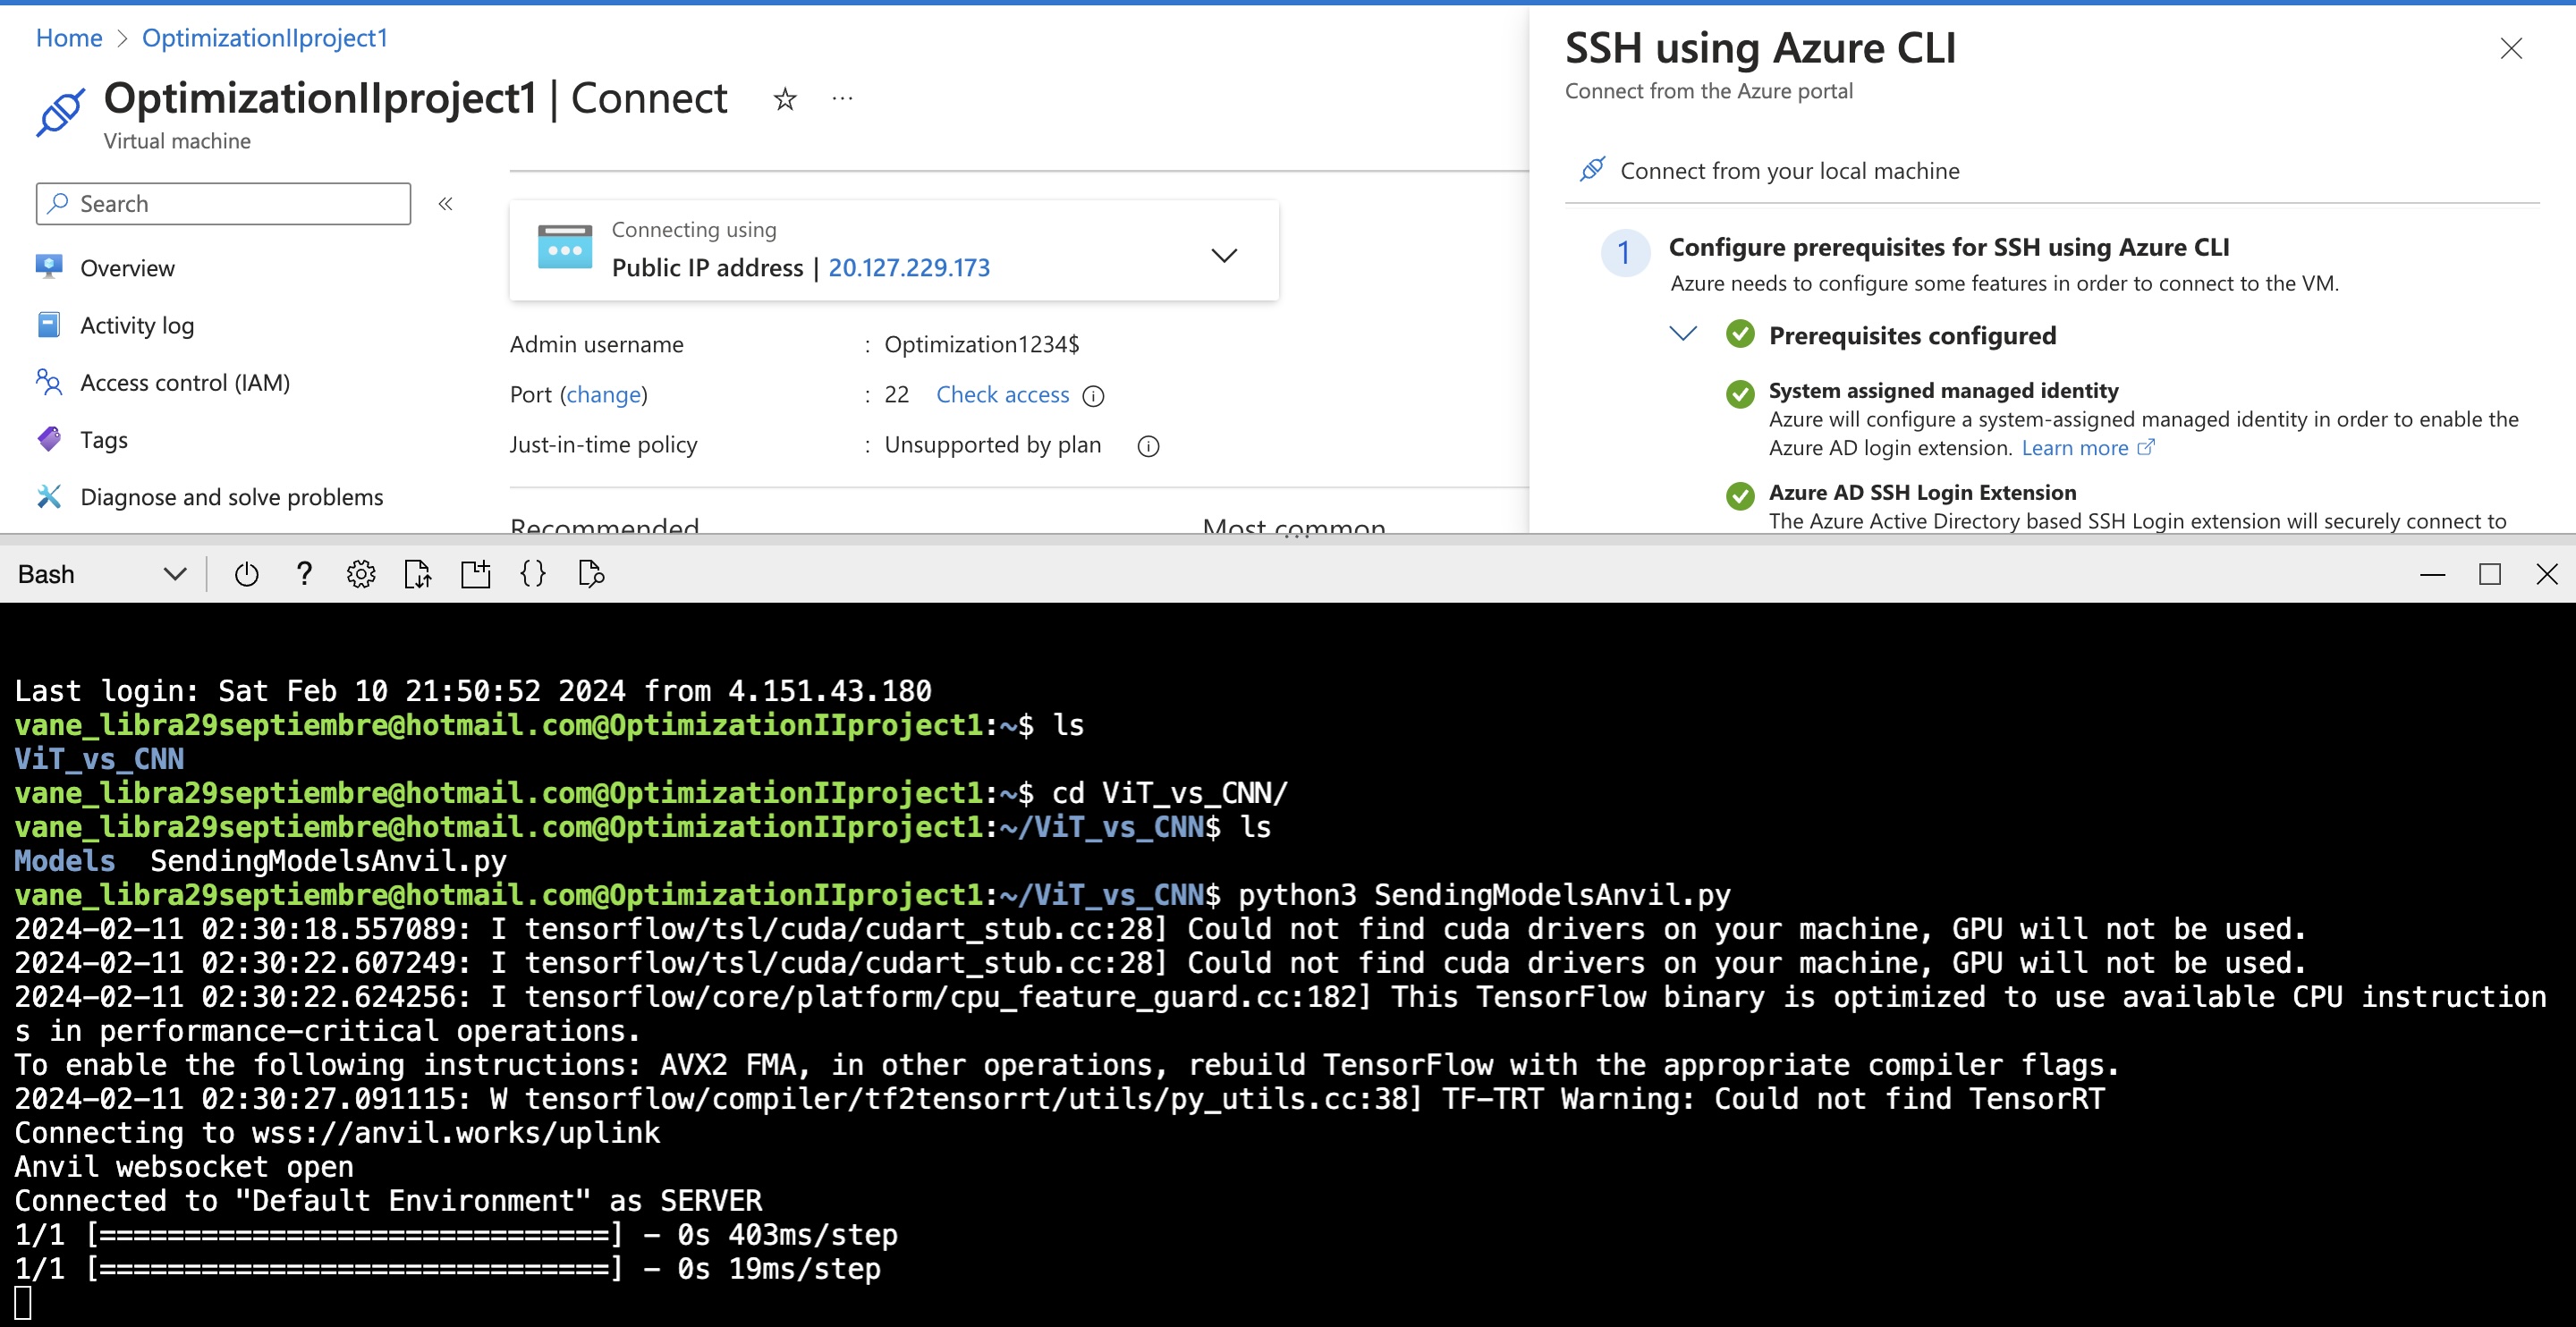 Home > OptimizationIIproject1
OptimizationIIproject1 | Connect
Virtual machine
Search
Overview
Activity log
Access control (IAM)
Tags
Diagnose and solve problems
Connecting using
Public IP address | 20.127.229.173
Admin username : Optimization1234$
Port (change) : 22 Check access
Just-in-time policy : Unsupported by plan
Recommended Most common
SSH using Azure CLI
Connect from the Azure portal
Connect from your local machine
1 Configure prerequisites for SSH using Azure CLI
Azure needs to configure some features in order to connect to the VM.
Prerequisites configured
System assigned managed identity
Azure will configure a system-assigned managed identity in order to enable the
Azure AD login extension. Learn more
Azure AD SSH Login Extension
The Azure Active Directory based SSH Login extension will securely connect to
Bash
Last login: Sat Feb 10 21:50:52 2024 from 4.151.43.180
vane_libra29septiembre@hotmail.com@OptimizationIIproject1:~$ ls
ViT_vs_CNN
vane_libra29septiembre@hotmail.com@OptimizationIIproject1:~$ cd ViT_vs_CNN/
vane_libra29septiembre@hotmail.com@OptimizationIIproject1:~/ViT_vs_CNN$ ls
Models SendingModelsAnvil.py
vane_libra29septiembre@hotmail.com@OptimizationIIproject1:~/ViT_vs_CNN$ python3 SendingModelsAnvil.py
2024-02-11 02:30:18.557089: I tensorflow/tsl/cuda/cudart_stub.cc:28] Could not find cuda drivers on your machine, GPU will not be used.
2024-02-11 02:30:22.607249: I tensorflow/tsl/cuda/cudart_stub.cc:28] Could not find cuda drivers on your machine, GPU will not be used.
2024-02-11 02:30:22.624256: I tensorflow/core/platform/cpu_feature_guard.cc:182] This TensorFlow binary is optimized to use available CPU instruction
s in performance-critical operations.
To enable the following instructions: AVX2 FMA, in other operations, rebuild TensorFlow with the appropriate compiler flags.
2024-02-11 02:30:27.091115: W tensorflow/compiler/tf2tensorrt/utils/py_utils.cc:38] TF-TRT Warning: Could not find TensorRT
Connecting to wss://anvil.works/uplink
Anvil websocket open
Connected to "Default Environment" as SERVER
1/1 [==============================] - 0s 403ms/step
1/1 [==============================] - 0s 19ms/step